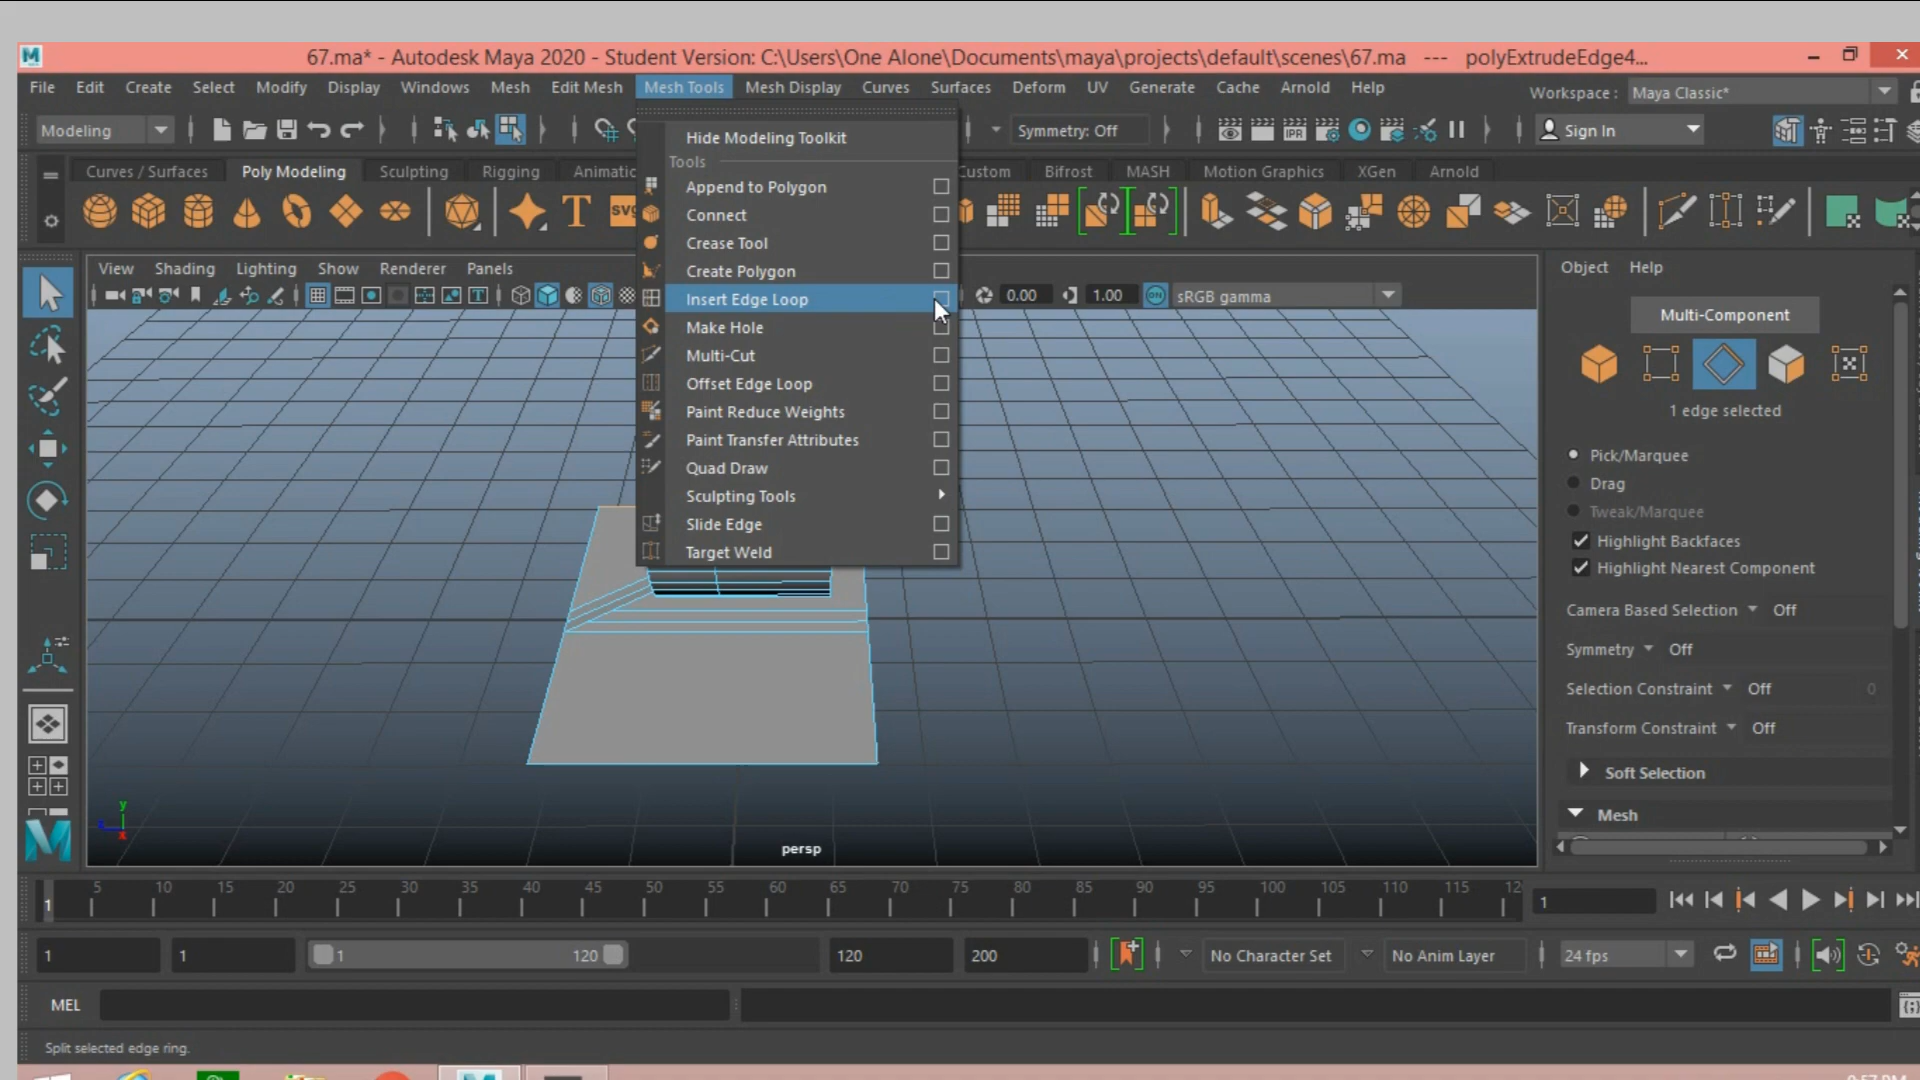 67.ma* - Autodesk Maya 2020 - Student Version: C:\Users\One Alone\Documents\maya\projects\default\scenes\67.ma --- polyExtrudeEdge4...
File Edit Create Select Modify Display Windows Mesh Edit Mesh Mesh Tools Mesh Display Curves Surfaces Deform UV Generate Cache Arnold Help
Workspace : Maya Classic*
Modeling
Symmetry: Off
Sign In
Curves / Surfaces Poly Modeling Sculpting Rigging Animatic
Custom Bifrost MASH Motion Graphics XGen Arnold
SVG
IPR
View Shading Lighting Show Renderer Panels
0.00 1.00 ON sRGB gamma
Hide Modeling Toolkit
Tools
Append to Polygon
Connect
Crease Tool
Create Polygon
Insert Edge Loop
Make Hole
Multi-Cut
Offset Edge Loop
Paint Reduce Weights
Paint Transfer Attributes
Quad Draw
Sculpting Tools
Slide Edge
Target Weld
Object Help
Multi-Component
1 edge selected
Pick/Marquee
Drag
Tweak/Marquee
Highlight Backfaces
Highlight Nearest Component
Camera Based Selection Off
Symmetry Off
Selection Constraint Off 0
Transform Constraint Off
Soft Selection
Mesh
y
x
persp
1 5 10 15 20 25 30 35 40 45 50 55 60 65 70 75 80 85 90 95 100 105 110 115 12
1
1 1 1 120 120 200 No Character Set No Anim Layer 24 fps
MEL
Split selected edge ring.